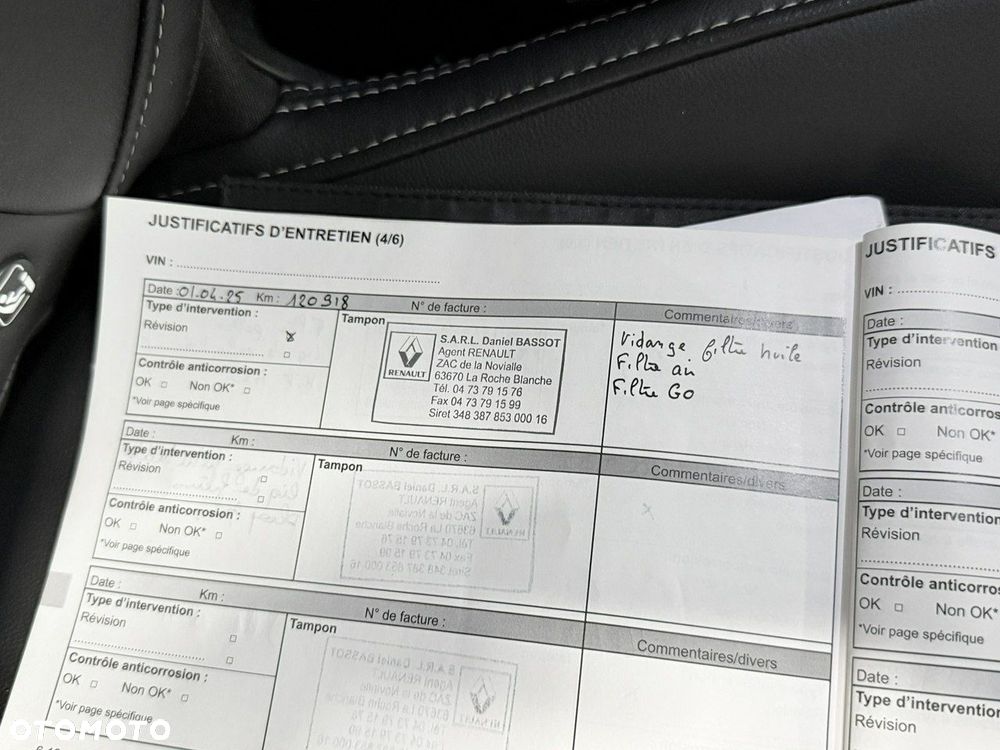 JUSTIFICATIFS D'ENTRETIEN (4/6)
VIN :
Date : 01.04.25 Km : 120 918 N° de facture : Commentaires/divers
Type d'intervention :
Révision
Contrôle anticorrosion :
OK Non OK*
*Voir page spécifique
Tampon
RENAULT
S.A.R.L. Daniel BASSOT
Agent RENAULT
ZAC de la Novialle
63670 La Roche Blanche
Tél. 04 73 79 15 76
Fax 04 73 79 15 99
Siret 348 387 853 000 16
Vidange filtre huile
Filtre
Filtre GO
Date : Km : N° de facture : Commentaires/divers
Type d'intervention :
Révision
Contrôle anticorrosion :
OK Non OK*
*Voir page spécifique
Tampon
Date : Km : N° de facture : Commentaires/divers
Type d'intervention :
Révision
Contrôle anticorrosion :
OK Non OK*
*Voir page spécifique
Tampon
JUSTIFICATIFS
VIN :
Date :
Type d'intervention
Révision
Contrôle anticorros
OK Non OK*
*Voir page spécifique
Date :
Type d'intervention
Révision
Contrôle anticorros
OK Non OK*
*Voir page spécifique
Date :
Type d'intervention
Révision
OTOMOTO